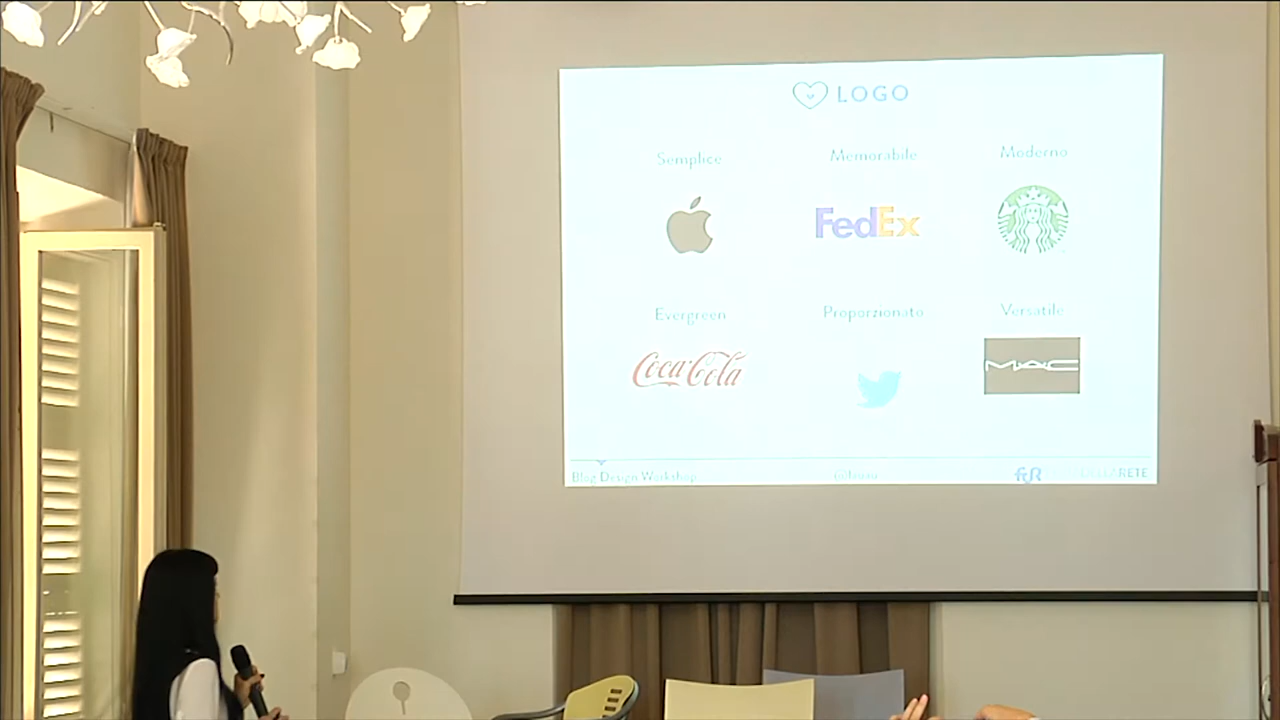 LOGO
Semplice Memorabile Moderno
FedEx
Evergreen Proporzionato Versatile
Coca-Cola
MAC
Blog Design Workshop